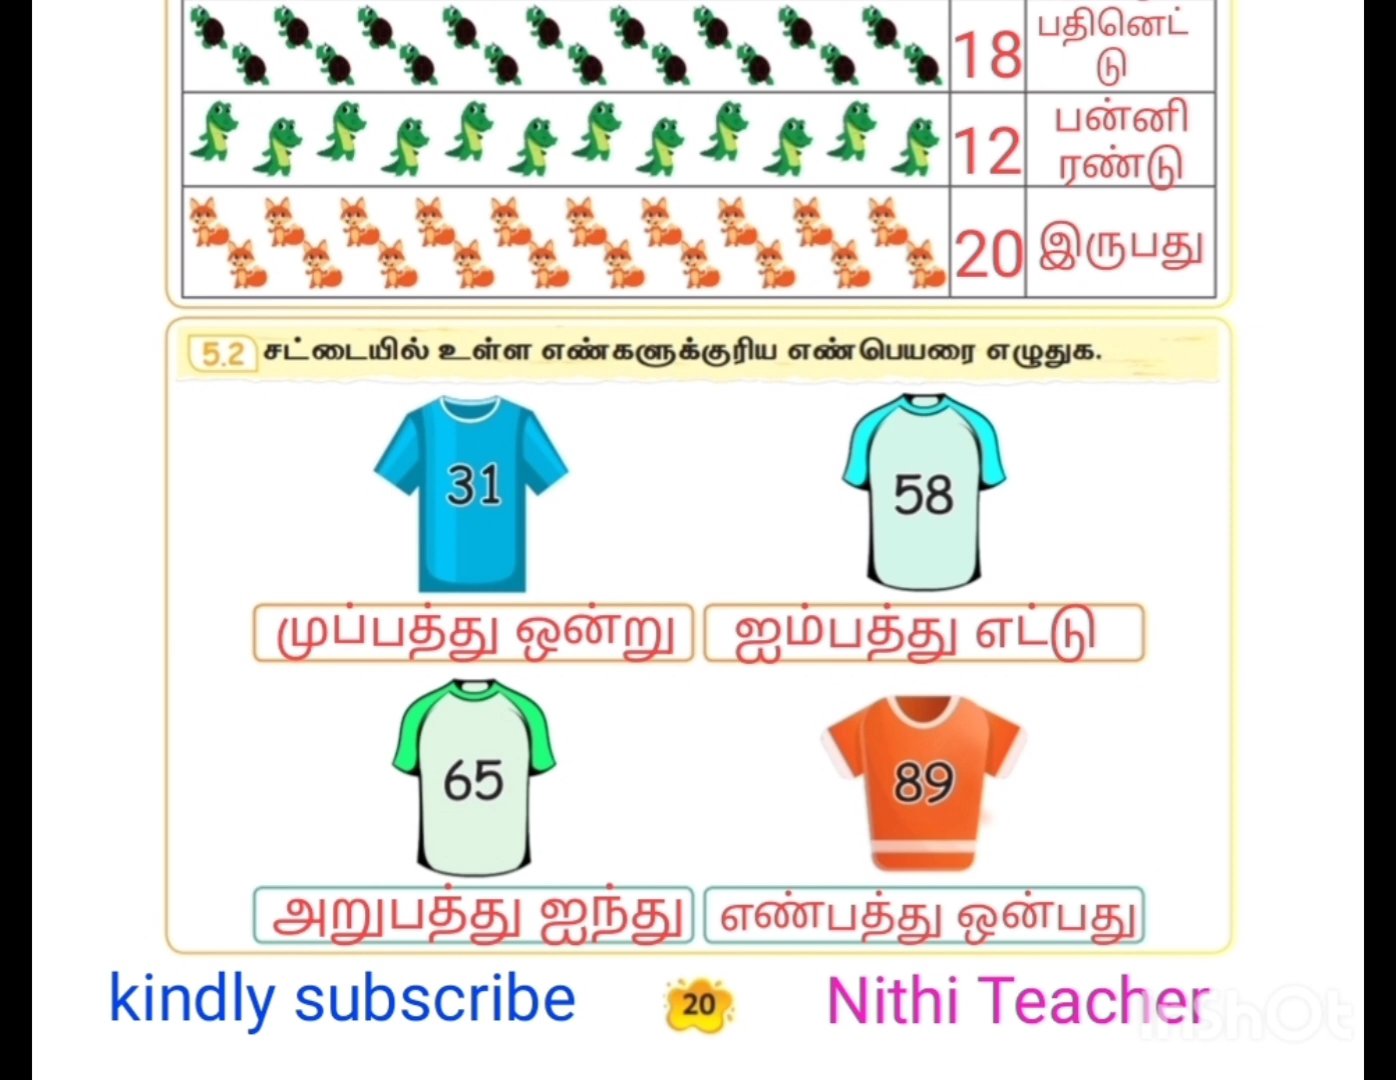 18 பதினெட்
டு
12 பன்னி
ரண்டு
20 இருபது
5.2 சட்டையில் உள்ள எண்களுக்குரிய எண்பெயரை எழுதுக.
31 58
முப்பத்து ஒன்று ஐம்பத்து எட்டு
65 89
அறுபத்து ஐந்து எண்பத்து ஒன்பது
kindly subscribe 20 Nithi Teacher
InShOt